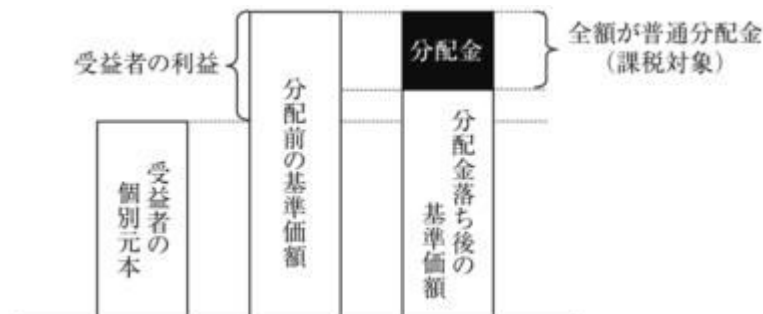 受益者の利益
受益者の
個別元本
分配前の基準価額
分配金
分配金落ち後の
基準価額
全額が普通分配金
（課税対象）